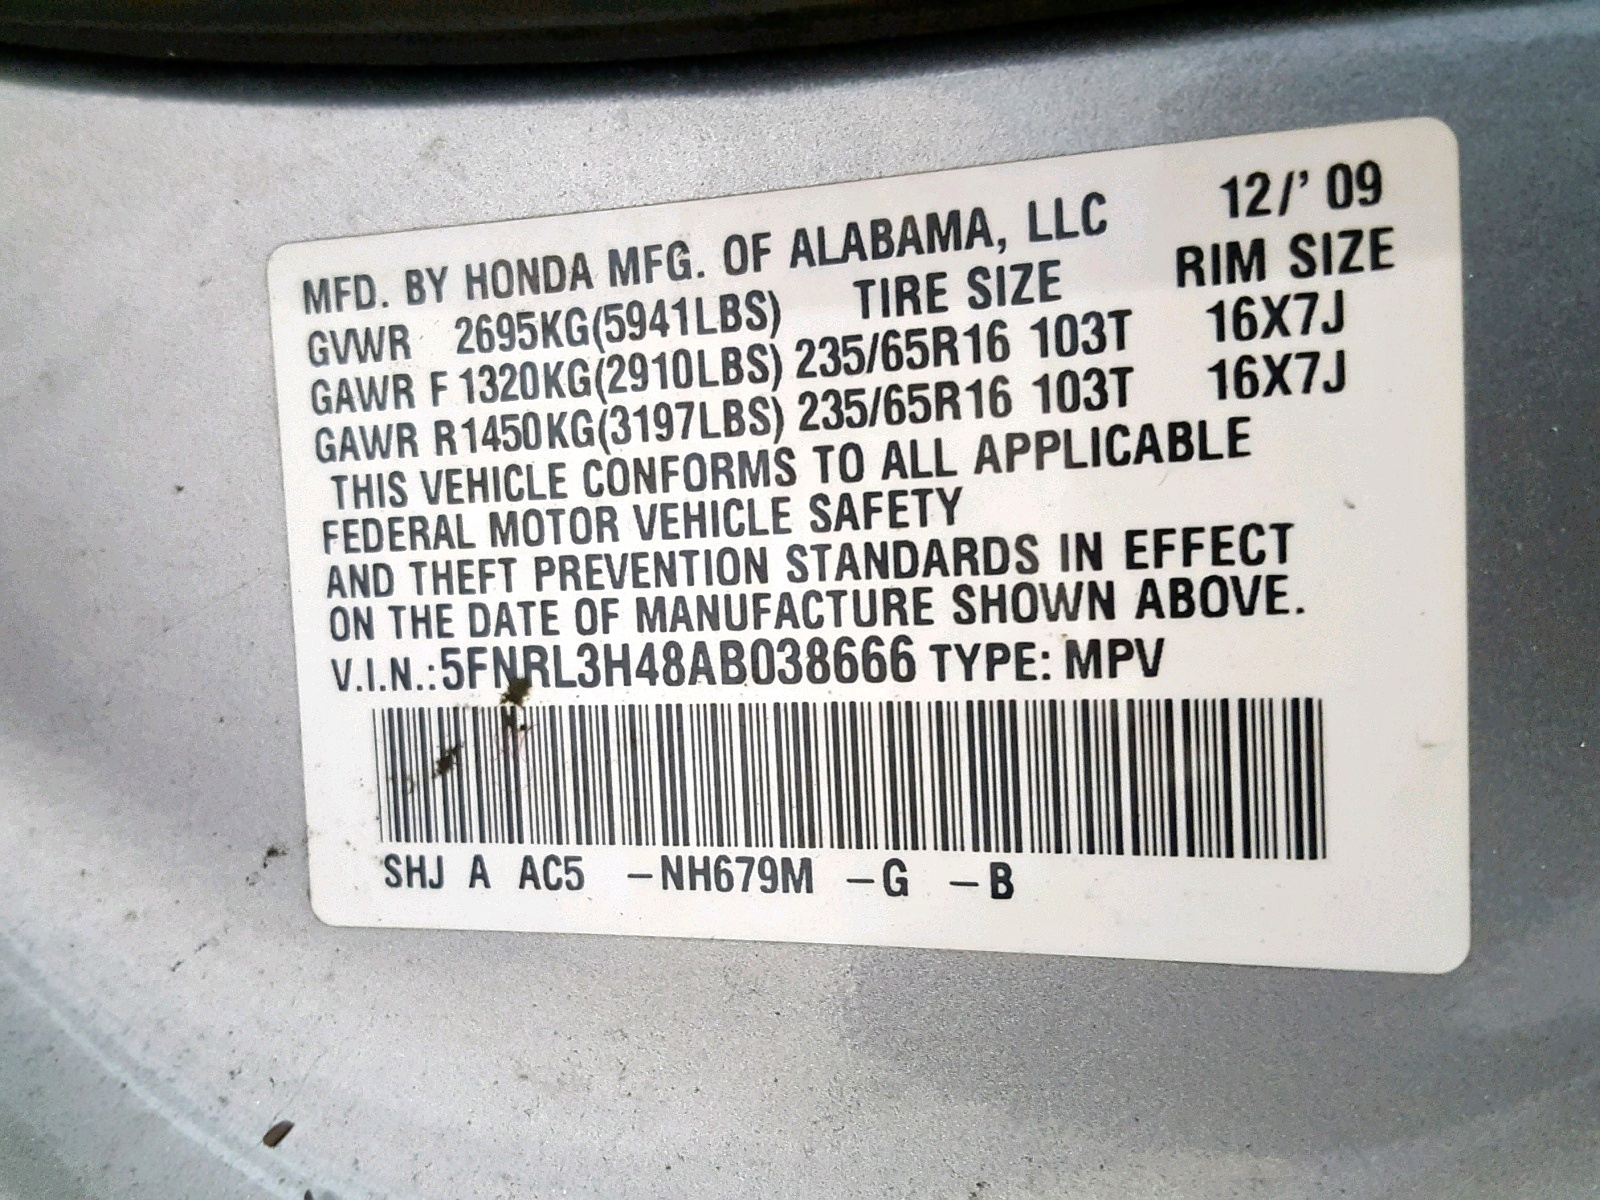 MFD. BY HONDA MFG. OF ALABAMA, LLC 12/' 09
GVWR 2695KG(5941LBS) TIRE SIZE RIM SIZE
GAWR F 1320KG(2910LBS) 235/65R16 103T 16X7J
GAWR R1450KG(3197LBS) 235/65R16 103T 16X7J
THIS VEHICLE CONFORMS TO ALL APPLICABLE
FEDERAL MOTOR VEHICLE SAFETY
AND THEFT PREVENTION STANDARDS IN EFFECT
ON THE DATE OF MANUFACTURE SHOWN ABOVE.
V.I.N.:5FNRL3H48AB038666 TYPE: MPV
SHJ A AC5 -NH679M -G -B